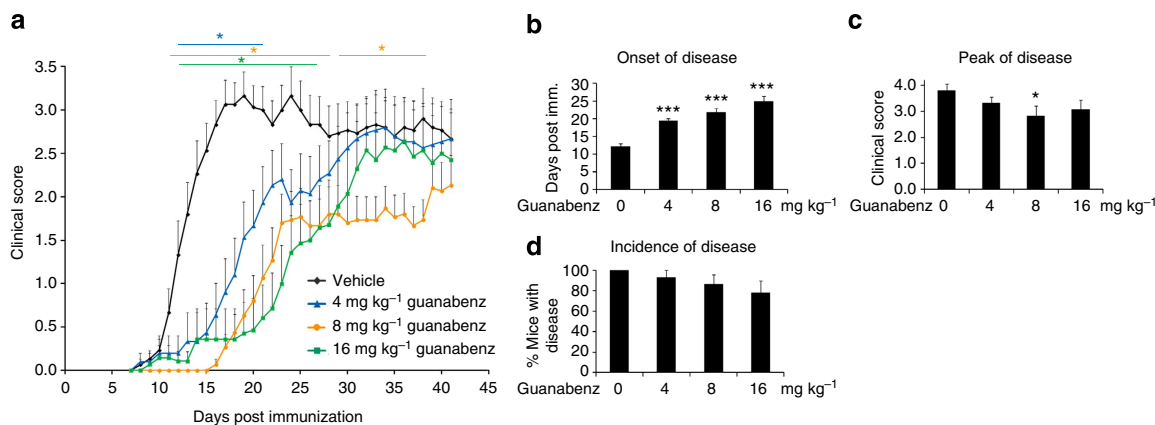 a
*
*
*
*
3.5
3.0
2.5
2.0
1.5
1.0
0.5
0.0
Clinical score
0 5 10 15 20 25 30 35 40 45
Days post immunization
Vehicle
4 mg kg⁻¹ guanabenz
8 mg kg⁻¹ guanabenz
16 mg kg⁻¹ guanabenz
b
Onset of disease
30
25
20
15
10
5
0
Days post imm.
*** *** ***
Guanabenz 0 4 8 16 mg kg⁻¹
c
Peak of disease
4.0
3.0
2.0
1.0
0.0
Clinical score
*
Guanabenz 0 4 8 16 mg kg⁻¹
d
Incidence of disease
100
80
60
40
20
0
% Mice with
disease
Guanabenz 0 4 8 16 mg kg⁻¹